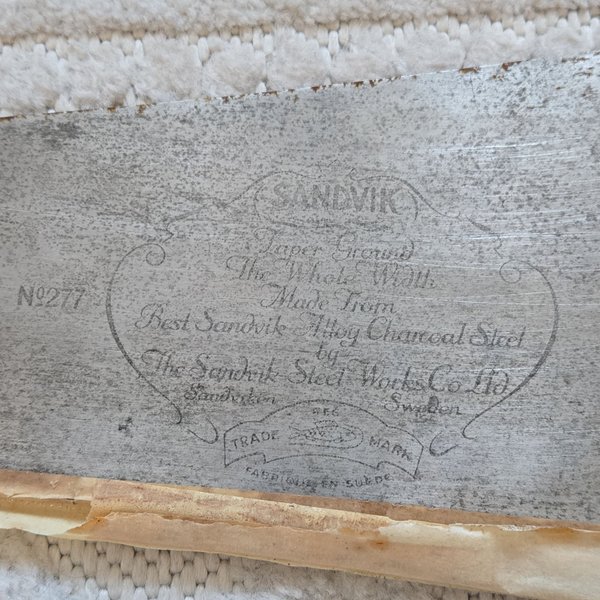 SANDVIK
Taper Ground
The Whole Width
Made From
Nº277
Best Sandvik Alloy Charcoal Steel
by
The Sandvik Steel Works Co Ltd
Sandviken Sweden
REG
TRADE MARK
FABRIQUE EN SUEDE